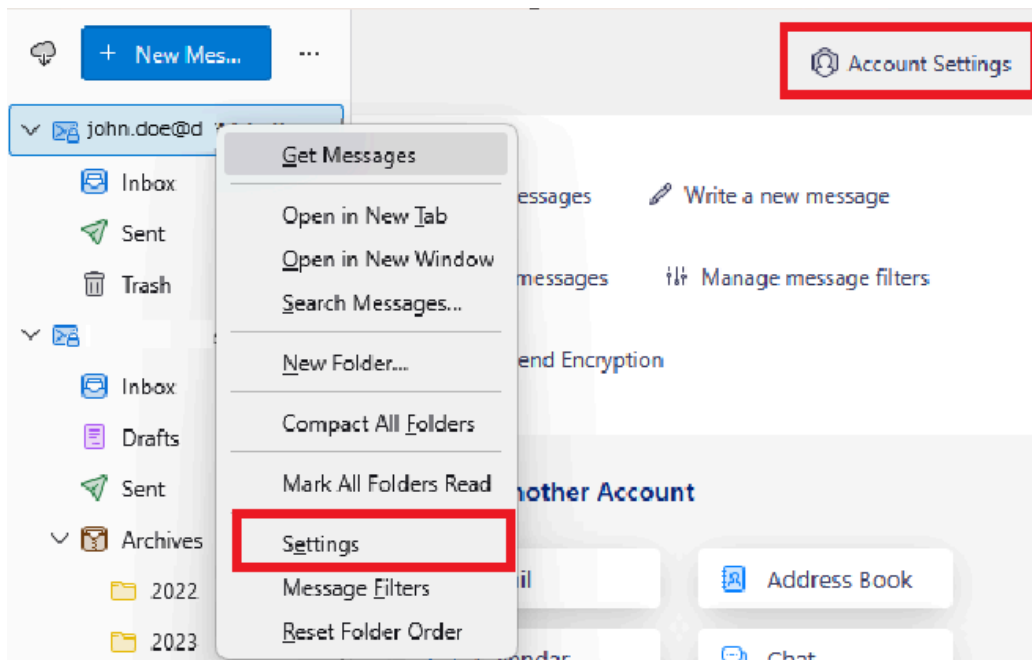 New Mes...
Account Settings
john.doe@d
Get Messages
Inbox
essages
Write a new message
Open in New Tab
Sent
Open in New Window
messages
Manage message filters
Trash
Search Messages...
New Folder....
end Encryption
Inbox
Compact All Folders
Drafts
Sent
Mark All Folders Read
nother Account
Archives
Settings
2022
Message Filters
il
Address Book
2023
Reset Folder Order
endar
Chat